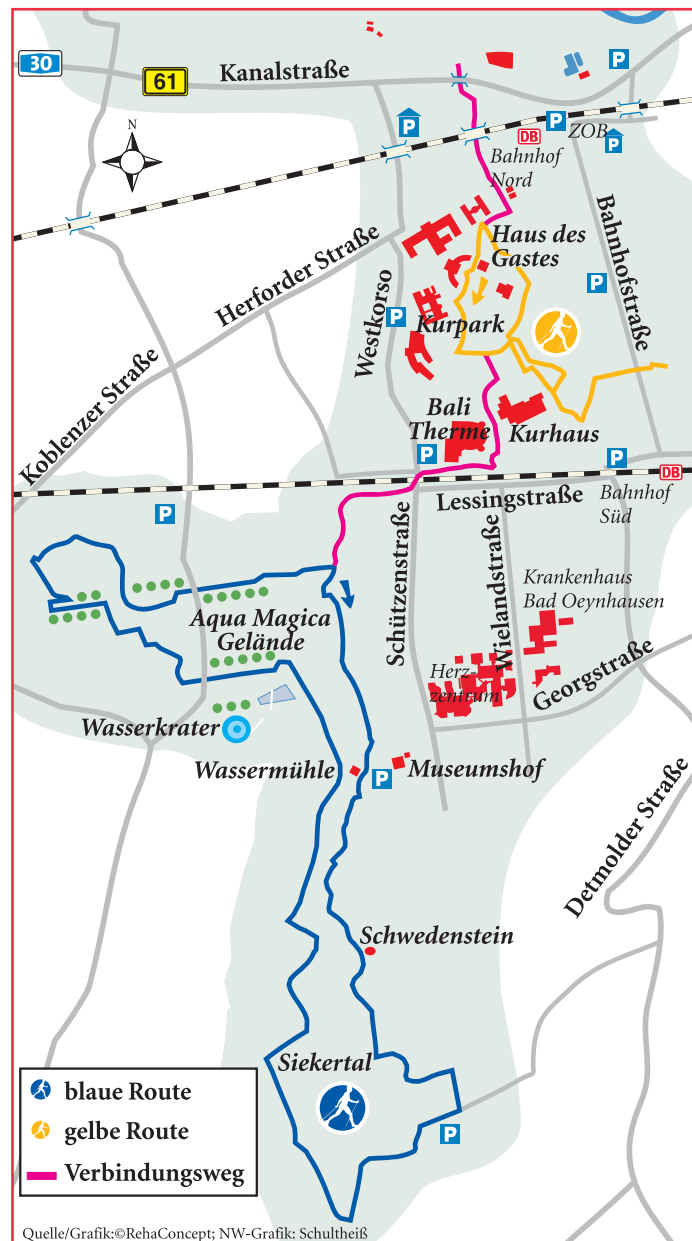 30
61
Kanalstraße
P
P
P
ZOB
P
N
DB
Bahnhof
Nord
Bahnhofstraße
Haus des
Gastes
Herforder Straße
Westkorso
P
P
Kurpark
Koblenzer Straße
Bali
Therme
Kurhaus
P
P
DB
Lessingstraße
Bahnhof
Süd
P
Schützenstraße
Wielandstraße
Krankenhaus
Bad Oeynhausen
Aqua Magica
Gelände
Herz-
zentrum
Georgstraße
Wasserkrater
Wassermühle
P
Museumshof
Detmolder Straße
Schwedenstein
Siekertal
P
blaue Route
gelbe Route
Verbindungsweg
Quelle/Grafik:©RehaConcept; NW-Grafik: Schultheiß